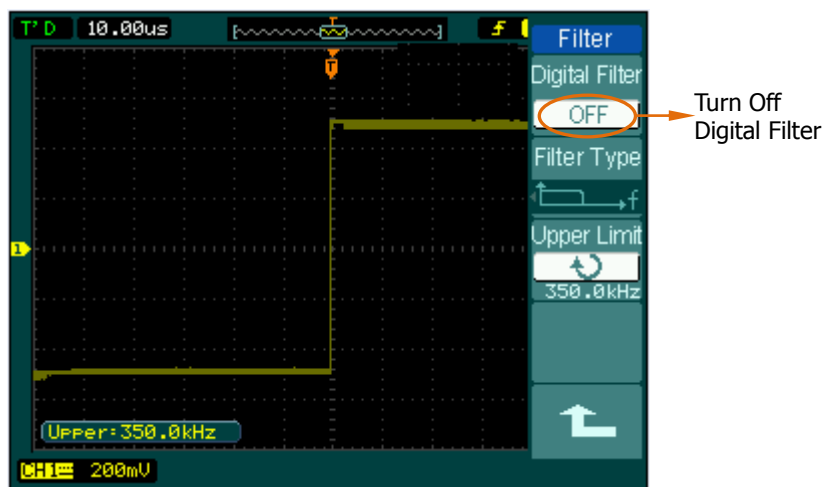 T'D 10.00us
T
Filter
Digital Filter
OFF
Turn Off
Digital Filter
Filter Type
f
Upper Limit
350.0kHz
1
Upper:350.0kHz
CH1 200mV